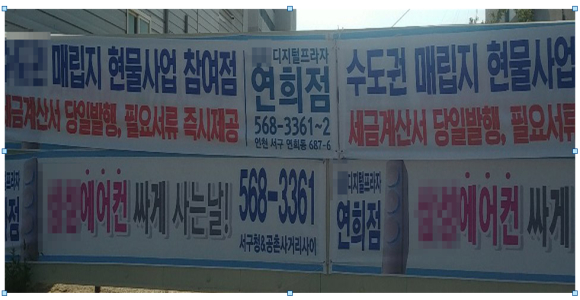 매립지 현물사업 참여점
세금계산서 당일발행, 필요서류 즉시제공
디지털프라자
연희점
568-3361~2
인천 서구 연희동 687-6
수도권 매립지 현물사업
세금계산서 당일발행, 필요서류
연희점
에어컨 싸게 사는날!
568-3361
서구청&공촌사거리사이
디지털프라자
연희점
에어컨 싸게